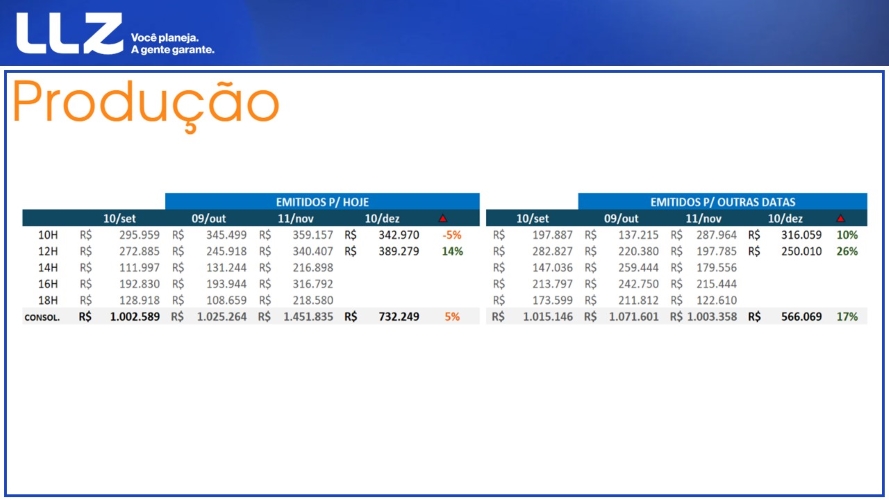 LLZ Você planeja.
A gente garante.
Produção
EMITIDOS P/ HOJE EMITIDOS P/ OUTRAS DATAS
10/set 09/out 11/nov 10/dez 10/set 09/out 11/nov 10/dez
10H R$ 295.959 R$ 345.499 R$ 359.157 R$ 342.970 -5% R$ 197.887 R$ 137.215 R$ 287.964 R$ 316.059 10%
12H R$ 272.885 R$ 245.918 R$ 340.407 R$ 389.279 14% R$ 282.827 R$ 220.380 R$ 197.785 R$ 250.010 26%
14H R$ 111.997 R$ 131.244 R$ 216.898 R$ 147.036 R$ 259.444 R$ 179.556
16H R$ 192.830 R$ 193.944 R$ 316.792 R$ 213.797 R$ 242.750 R$ 215.444
18H R$ 128.918 R$ 108.659 R$ 218.580 R$ 173.599 R$ 211.812 R$ 122.610
CONSOL. R$ 1.002.589 R$ 1.025.264 R$ 1.451.835 R$ 732.249 5% R$ 1.015.146 R$ 1.071.601 R$ 1.003.358 R$ 566.069 17%